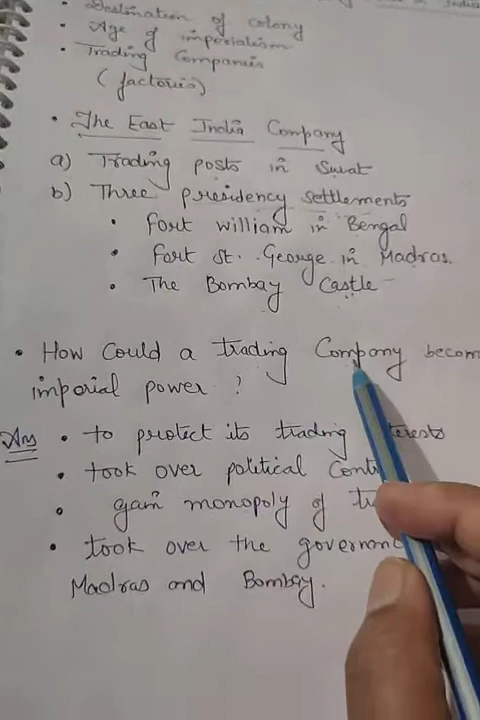 Destination of colony
• Age of imperialism
• Trading Companies
(factories)
• The East India Company
a) Trading posts in Surat
b) Three presidency settlements
• Fort william in Bengal
• Fort St. George in Madras.
• The Bombay Castle
• How Could a trading Company becom
imperial power ?
Ans • to protect its trading
• took over political
• gain monopoly of
• took over the
Madras and Bombay.